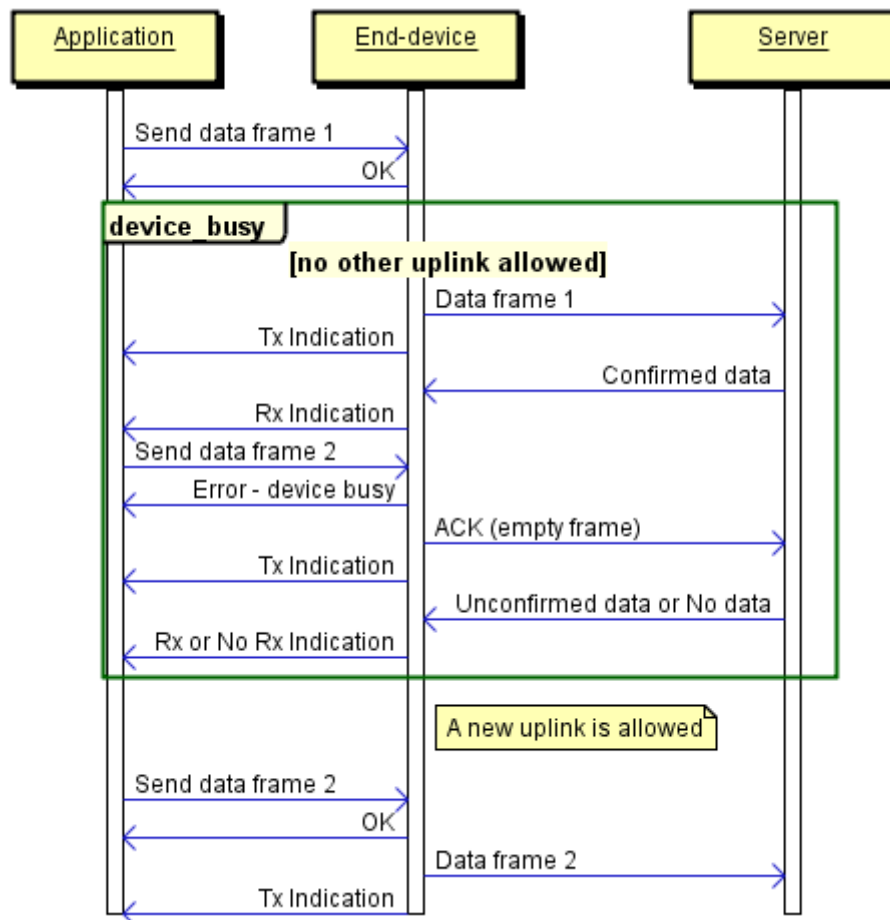 Application
End-device
Server
Send data frame 1
OK
device_busy
[no other uplink allowed]
Data frame 1
Tx Indication
Confirmed data
Rx Indication
Send data frame 2
Error - device busy
ACK (empty frame)
Tx Indication
Unconfirmed data or No data
Rx or No Rx Indication
A new uplink is allowed
Send data frame 2
OK
Data frame 2
Tx Indication